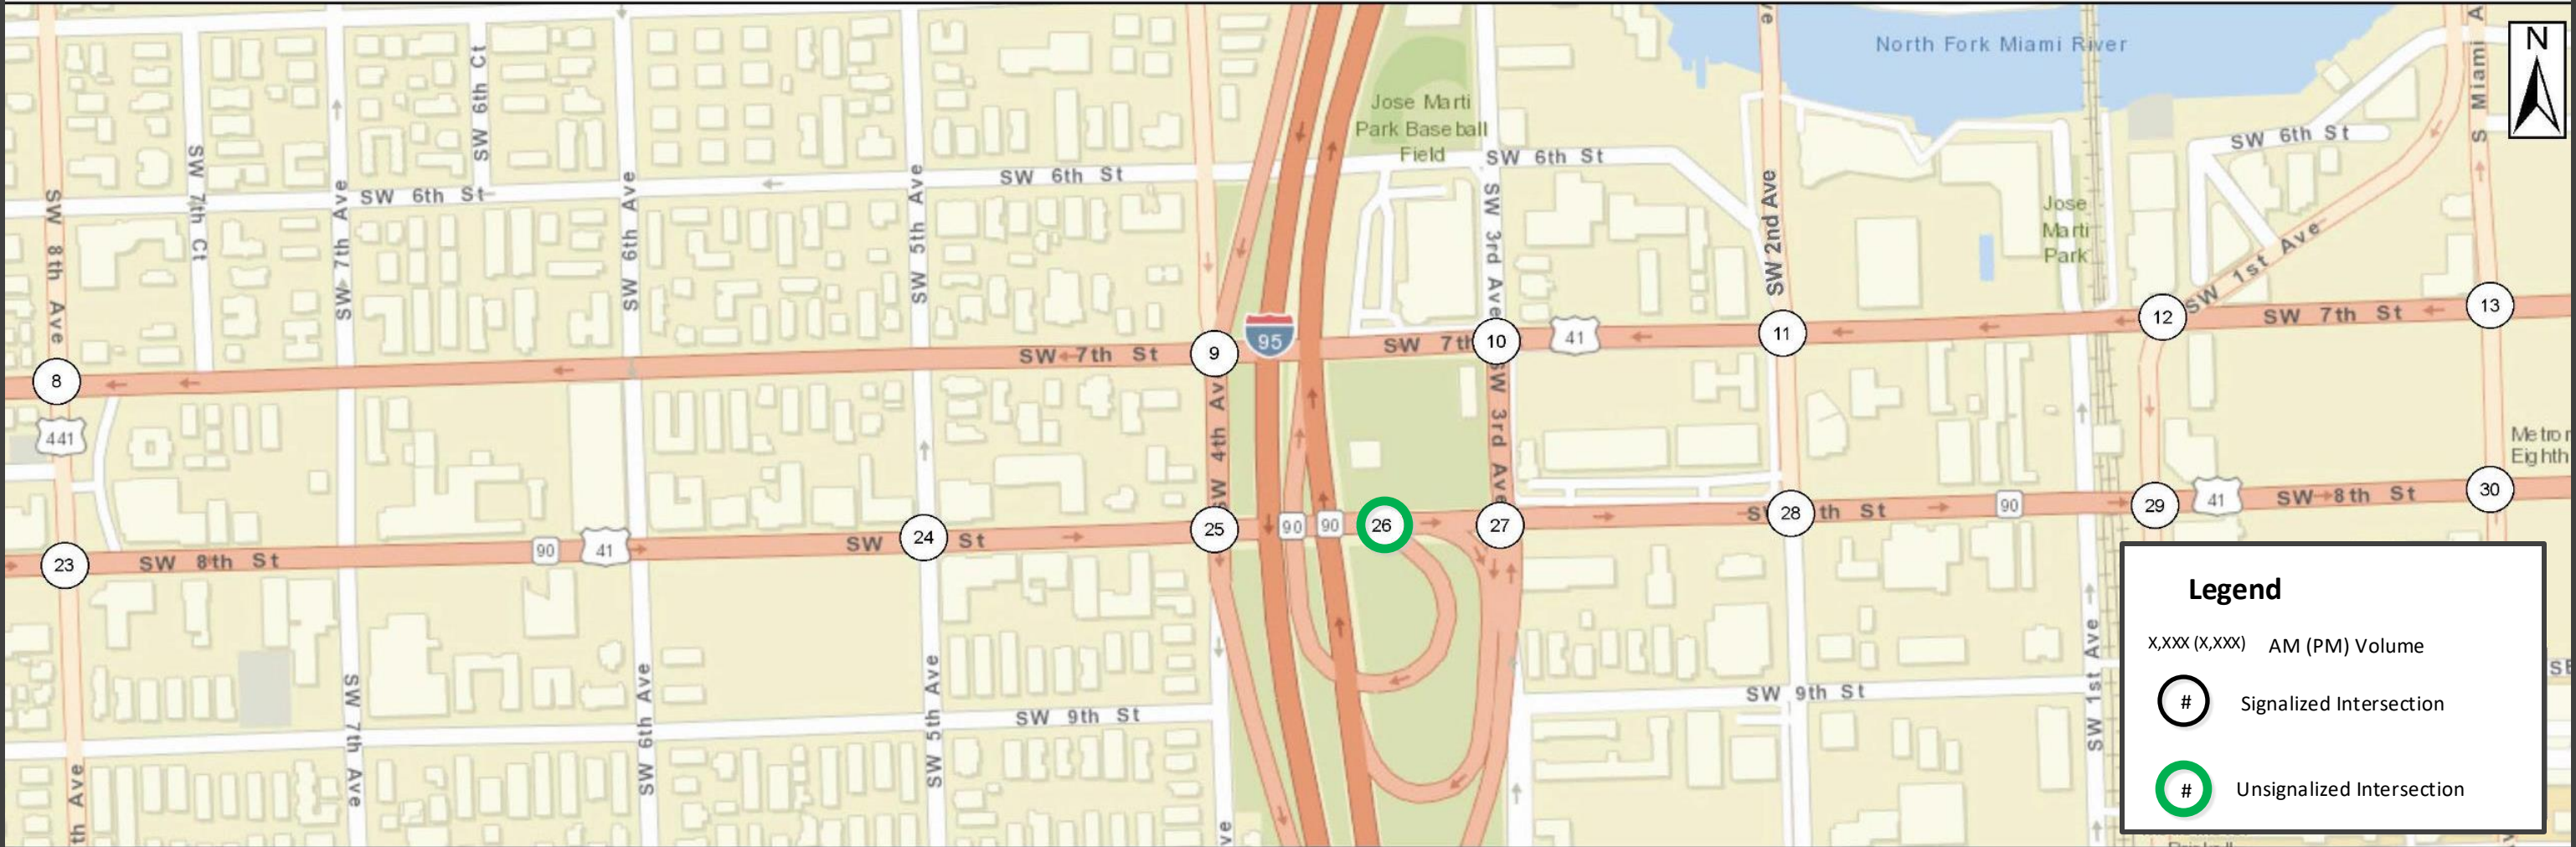 N
North Fork Miami River
S Miami A
SW 6th Ct
Jose Marti
Park Baseball
Field
SW 6th St
SW 6th St
SW 6th St
SW 6th St
SW 7th Ct
SW 7th Ave
SW 6th Ave
SW 5th Ave
SW 3rd Ave
SW 2nd Ave
Jose
Marti
Park
SW 8th Ave
SW 1st Ave
95
8
SW 7th St
9
SW 7th
10
41
11
12
SW 7th St
13
441
SW 4th Av
SW 3rd Ave
Metror
Eighth
23
SW 8th St
90
41
SW
24
St
25
90
90
26
27
28
th St
90
29
41
SW 8th St
30
SW 7th Ave
SW 6th Ave
SW 5th Ave
SW 9th St
SW 9th St
SW 1st Ave
th Ave
ve
Legend
X,XXX (X,XXX) AM (PM) Volume
# Signalized Intersection
# Unsignalized Intersection